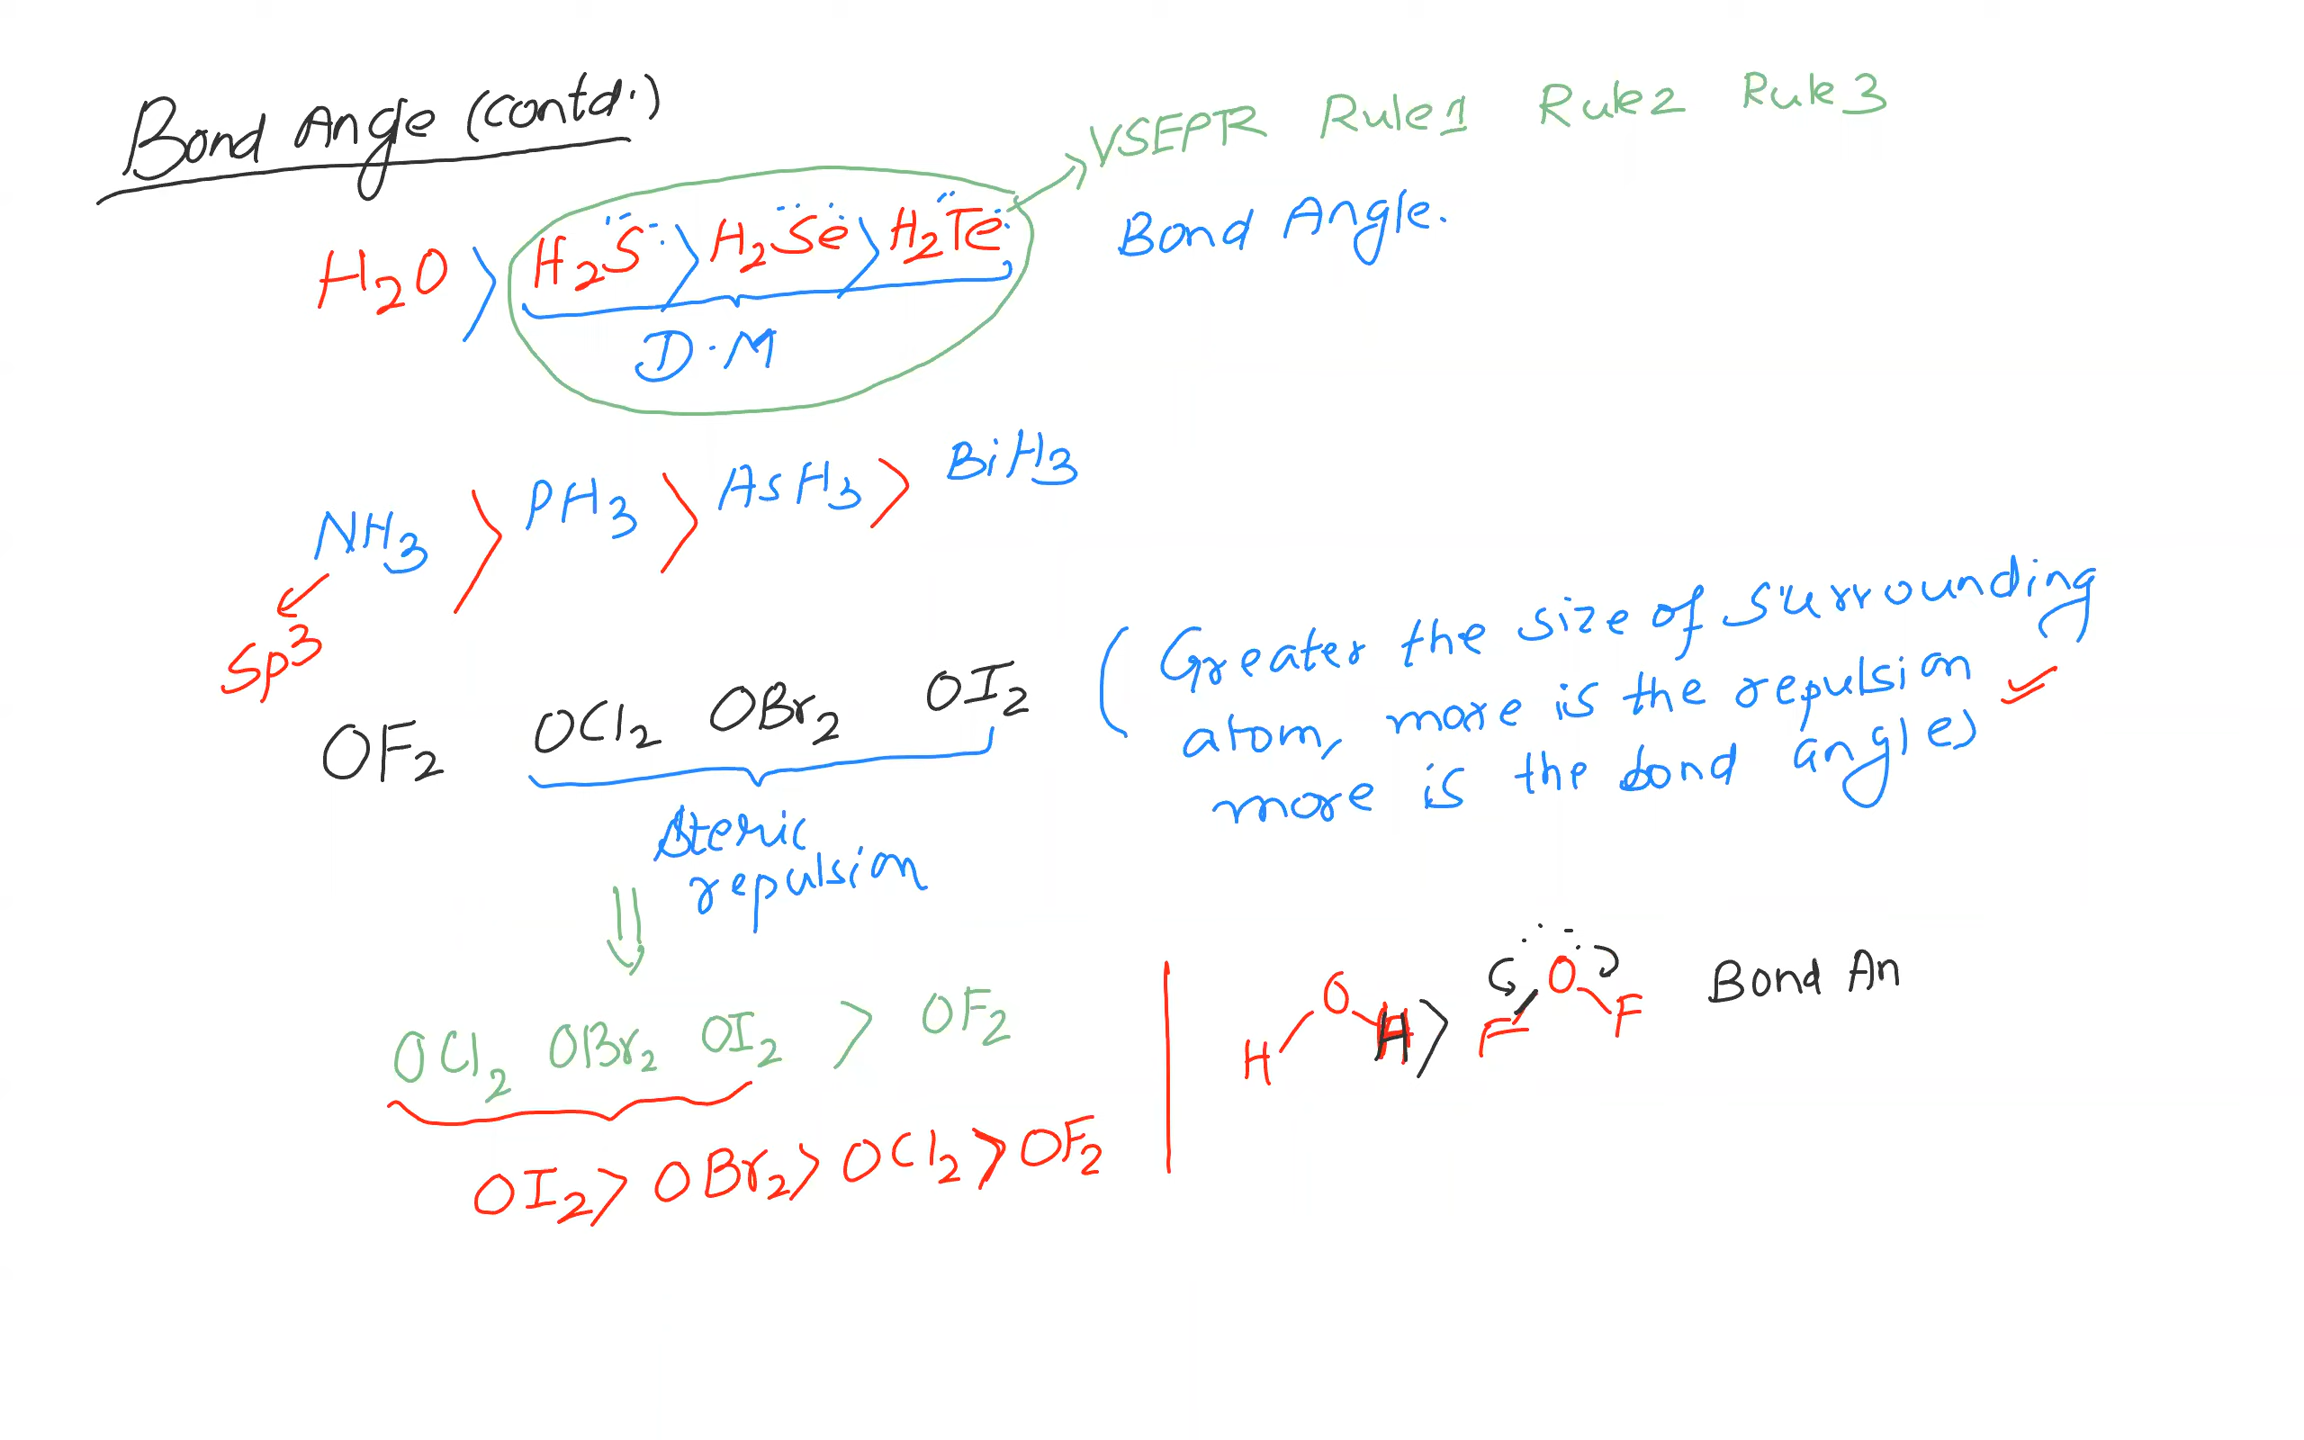 Bond Angle (contd.)
VSEPR Rule1 Rule2 Rule3
H2O > H2S > H2Se > H2Te Bond Angle.
D.M
NH3 > PH3 > AsH3 > BiH3
Sp3
OF2 OCl2 OBr2 OI2
(Greater the size of surrounding
atom, more is the repulsion
more is the bond angle)
Steric
repulsion
OCl2 OBr2 OI2 > OF2
OI2 > OBr2 > OCl2 > OF2
H O H > F O F Bond An